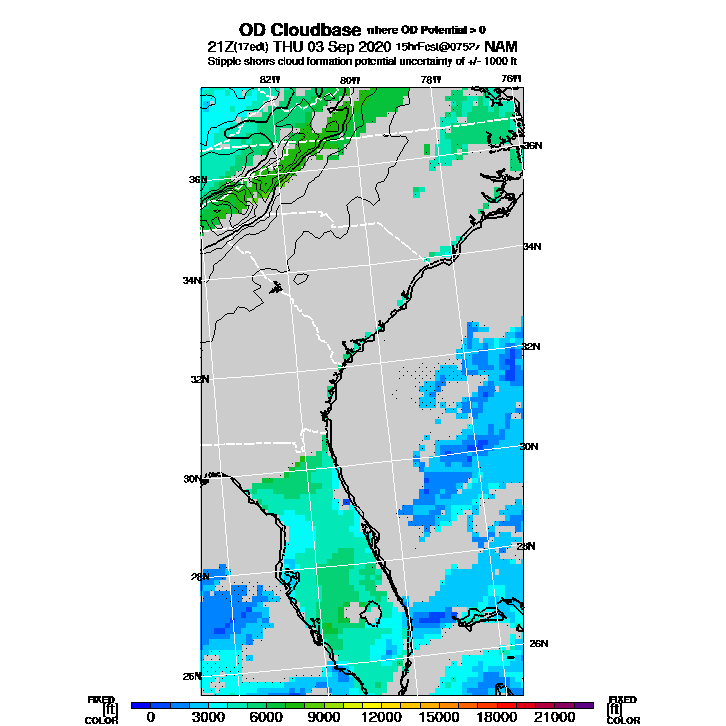 OD Cloudbase where OD Potential > 0
21Z(17edt) THU 03 Sep 2020 15hrFcst@0752z NAM
Stipple shows cloud formation potential uncertainty of +/- 1000 ft
82W 80W 78W 76W
36N
36N
34N
34N
32N
32N
30N
30N
28N
28N
26N
26N
FIXED FIXED
[ft] [ft]
COLOR 0 3000 6000 9000 12000 15000 18000 21000 COLOR